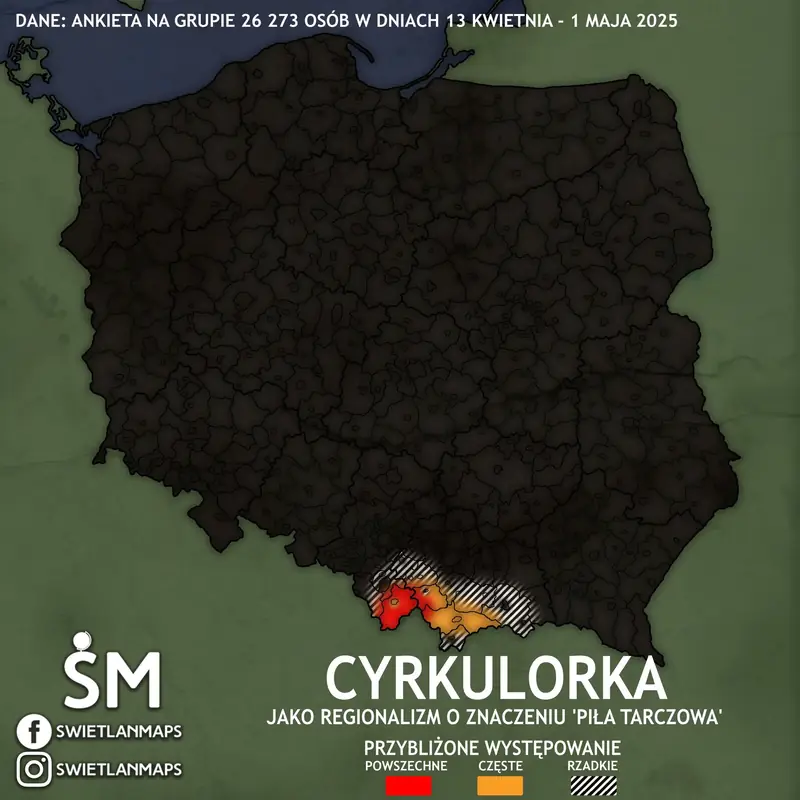 DANE: ANKIETA NA GRUPIE 26 273 OSÓB W DNIACH 13 KWIETNIA - 1 MAJA 2025
ŚM
SWIETLANMAPS
SWIETLANMAPS
CYRKULORKA
JAKO REGIONALIZM O ZNACZENIU 'PIŁA TARCZOWA'
PRZYBLIŻONE WYSTĘPOWANIE
POWSZECHNE CZĘSTE RZADKIE